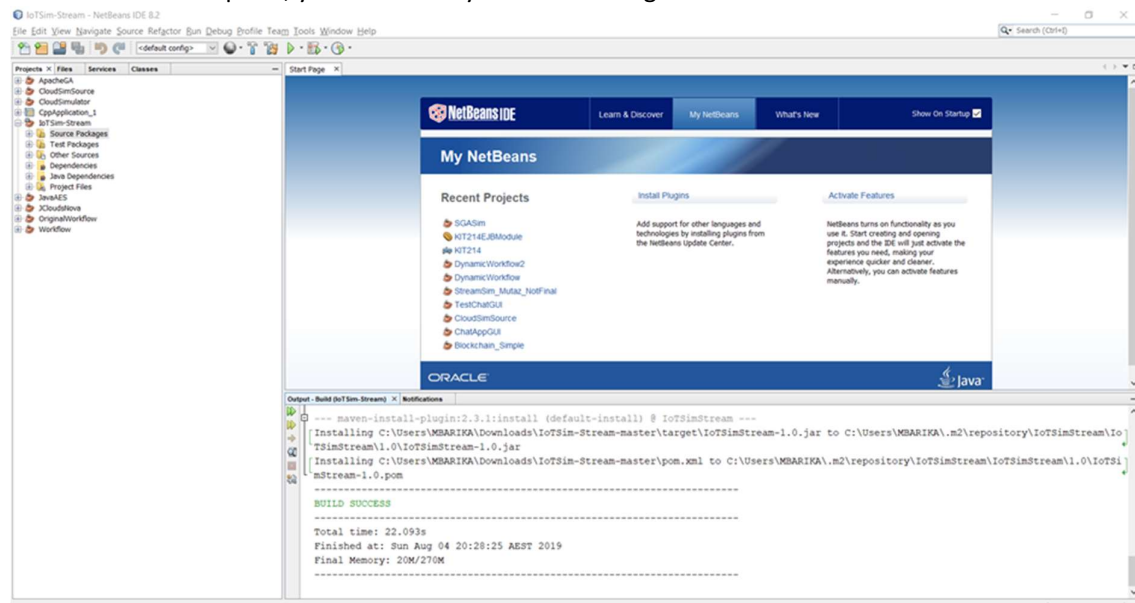 IoTSim-Stream - NetBeans IDE 8.2
File Edit View Navigate Source Refactor Run Debug Profile Team Tools Window Help
Search (Ctrl+I)
<default config>
Projects Files Services Classes
Start Page
ApacheGA
CloudSimSource
CloudSimulator
CppApplication_1
IoTSim-Stream
Source Packages
Test Packages
Other Sources
Dependencies
Java Dependencies
Project Files
JavaAES
JCloudsNova
OriginalWorkflow
Workflow
NetBeans IDE
Learn & Discover
My NetBeans
What's New
Show On Startup
My NetBeans
Recent Projects
SGASim
KIT214EJBModule
KIT214
DynamicWorkflow2
DynamicWorkflow
StreamSim_Mutaz_NotFinal
TestChatGUI
CloudSimSource
ChatAppGUI
Blockchain_Simple
Install Plugins
Add support for other languages and
technologies by installing plugins from
the NetBeans Update Center.
Activate Features
NetBeans turns on functionality as you
use it. Start creating and opening
projects and the IDE will just activate the
features you need, making your
experience quicker and cleaner.
Alternatively, you can activate features
manually.
ORACLE
Java
Output - Build (IoTSim-Stream) Notifications
--- maven-install-plugin:2.3.1:install (default-install) @ IoTSimStream ---
Installing C:\Users\MBARIKA\Downloads\IoTSim-Stream-master\target\IoTSimStream-1.0.jar to C:\Users\MBARIKA\.m2\repository\IoTSimStream\Io
TSimStream\1.0\IoTSimStream-1.0.jar
Installing C:\Users\MBARIKA\Downloads\IoTSim-Stream-master\pom.xml to C:\Users\MBARIKA\.m2\repository\IoTSimStream\IoTSimStream\1.0\IoTSi
mStream-1.0.pom
------------------------------------------------------------------------
BUILD SUCCESS
------------------------------------------------------------------------
Total time: 22.093s
Finished at: Sun Aug 04 20:28:25 AEST 2019
Final Memory: 20M/270M
------------------------------------------------------------------------